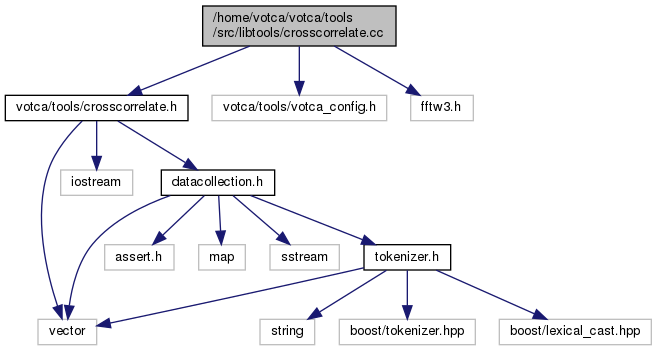 /home/votca/votca/tools
/src/libtools/crosscorrelate.cc
votca/tools/crosscorrelate.h
votca/tools/votca_config.h
fftw3.h
iostream
datacollection.h
assert.h
map
sstream
tokenizer.h
vector
string
boost/tokenizer.hpp
boost/lexical_cast.hpp